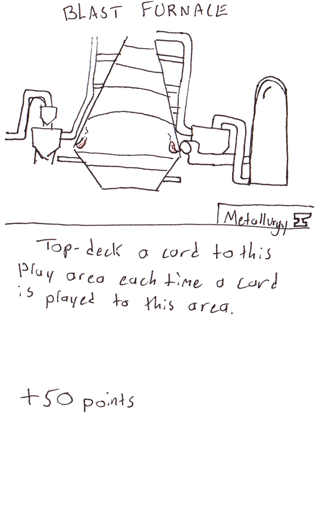 BLAST FURNACE
Metallurgy
Top-deck a card to this
play area each time a card
is played to this area.
+50 points